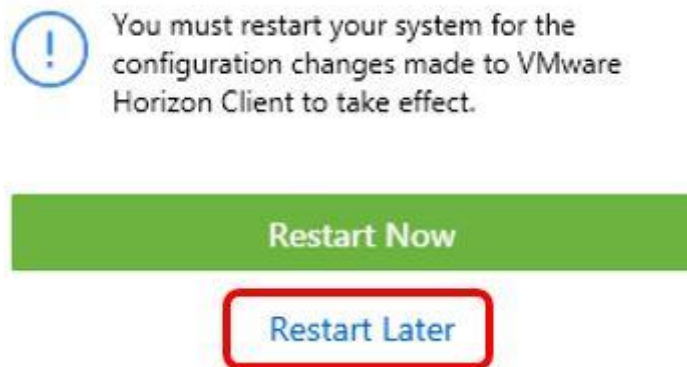 You must restart your system for the
configuration changes made to VMware
Horizon Client to take effect.
Restart Now
Restart Later